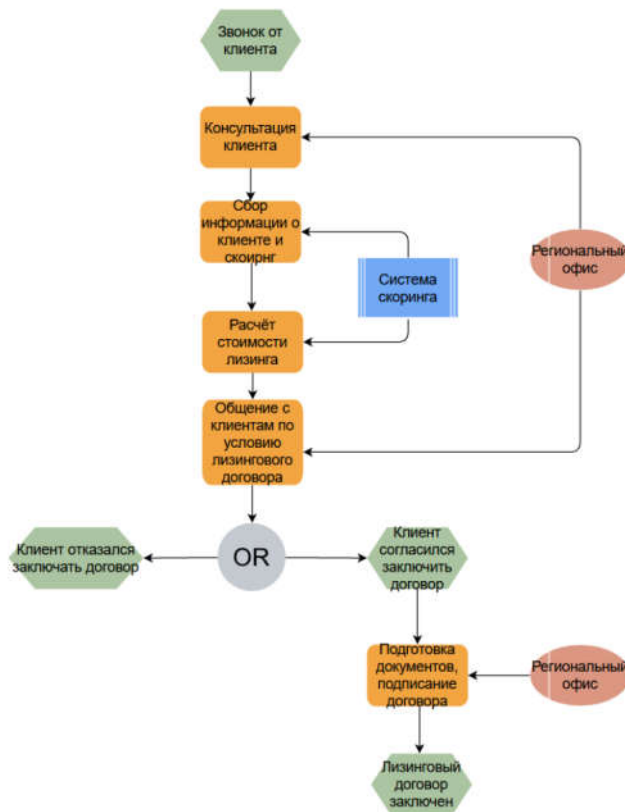 Звонок от
клиента
Консультация
клиента
Сбор
информации о
клиенте и
скоирнг
Региональный
офис
Система
скоринга
Расчёт
стоимости
лизинга
Общение с
клиентам по
условию
лизингового
договора
OR
Клиент отказался
заключать договор
Клиент
согласился
заключить
договор
Подготовка
документов,
подписание
договора
Региональный
офис
Лизинговый
договор
заключен